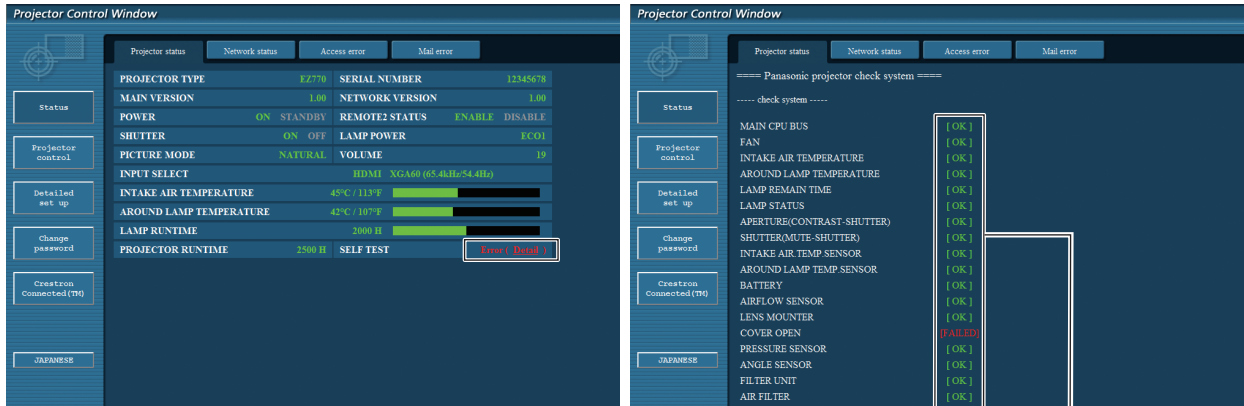 Projector Control Window
Projector status Network status Access error Mail error
Status
Projector
control
Detailed
set up
Change
password
Crestron
Connected(TM)
JAPANESE
PROJECTOR TYPE EZ770 SERIAL NUMBER 12345678
MAIN VERSION 1.00 NETWORK VERSION 1.00
POWER ON STANDBY REMOTE2 STATUS ENABLE DISABLE
SHUTTER ON OFF LAMP POWER ECO1
PICTURE MODE NATURAL VOLUME 19
INPUT SELECT HDMI XGA60 (65.4kHz/54.4Hz)
INTAKE AIR TEMPERATURE 45°C / 113°F
AROUND LAMP TEMPERATURE 42°C / 107°F
LAMP RUNTIME 2000 H
PROJECTOR RUNTIME 2500 H SELF TEST Error ( Detail )
Projector Control Window
Projector status Network status Access error Mail error
Status
Projector
control
Detailed
set up
Change
password
Crestron
Connected(TM)
JAPANESE
==== Panasonic projector check system ====
----- check system -----
MAIN CPU BUS [ OK ]
FAN [ OK ]
INTAKE AIR TEMPERATURE [ OK ]
AROUND LAMP TEMPERATURE [ OK ]
LAMP REMAIN TIME [ OK ]
LAMP STATUS [ OK ]
APERTURE(CONTRAST-SHUTTER) [ OK ]
SHUTTER(MUTE-SHUTTER) [ OK ]
INTAKE AIR.TEMP.SENSOR [ OK ]
AROUND LAMP TEMP.SENSOR [ OK ]
BATTERY [ OK ]
AIRFLOW SENSOR [ OK ]
LENS MOUNTER [ OK ]
COVER OPEN [FAILED]
PRESSURE SENSOR [ OK ]
ANGLE SENSOR [ OK ]
FILTER UNIT [ OK ]
AIR FILTER [ OK ]